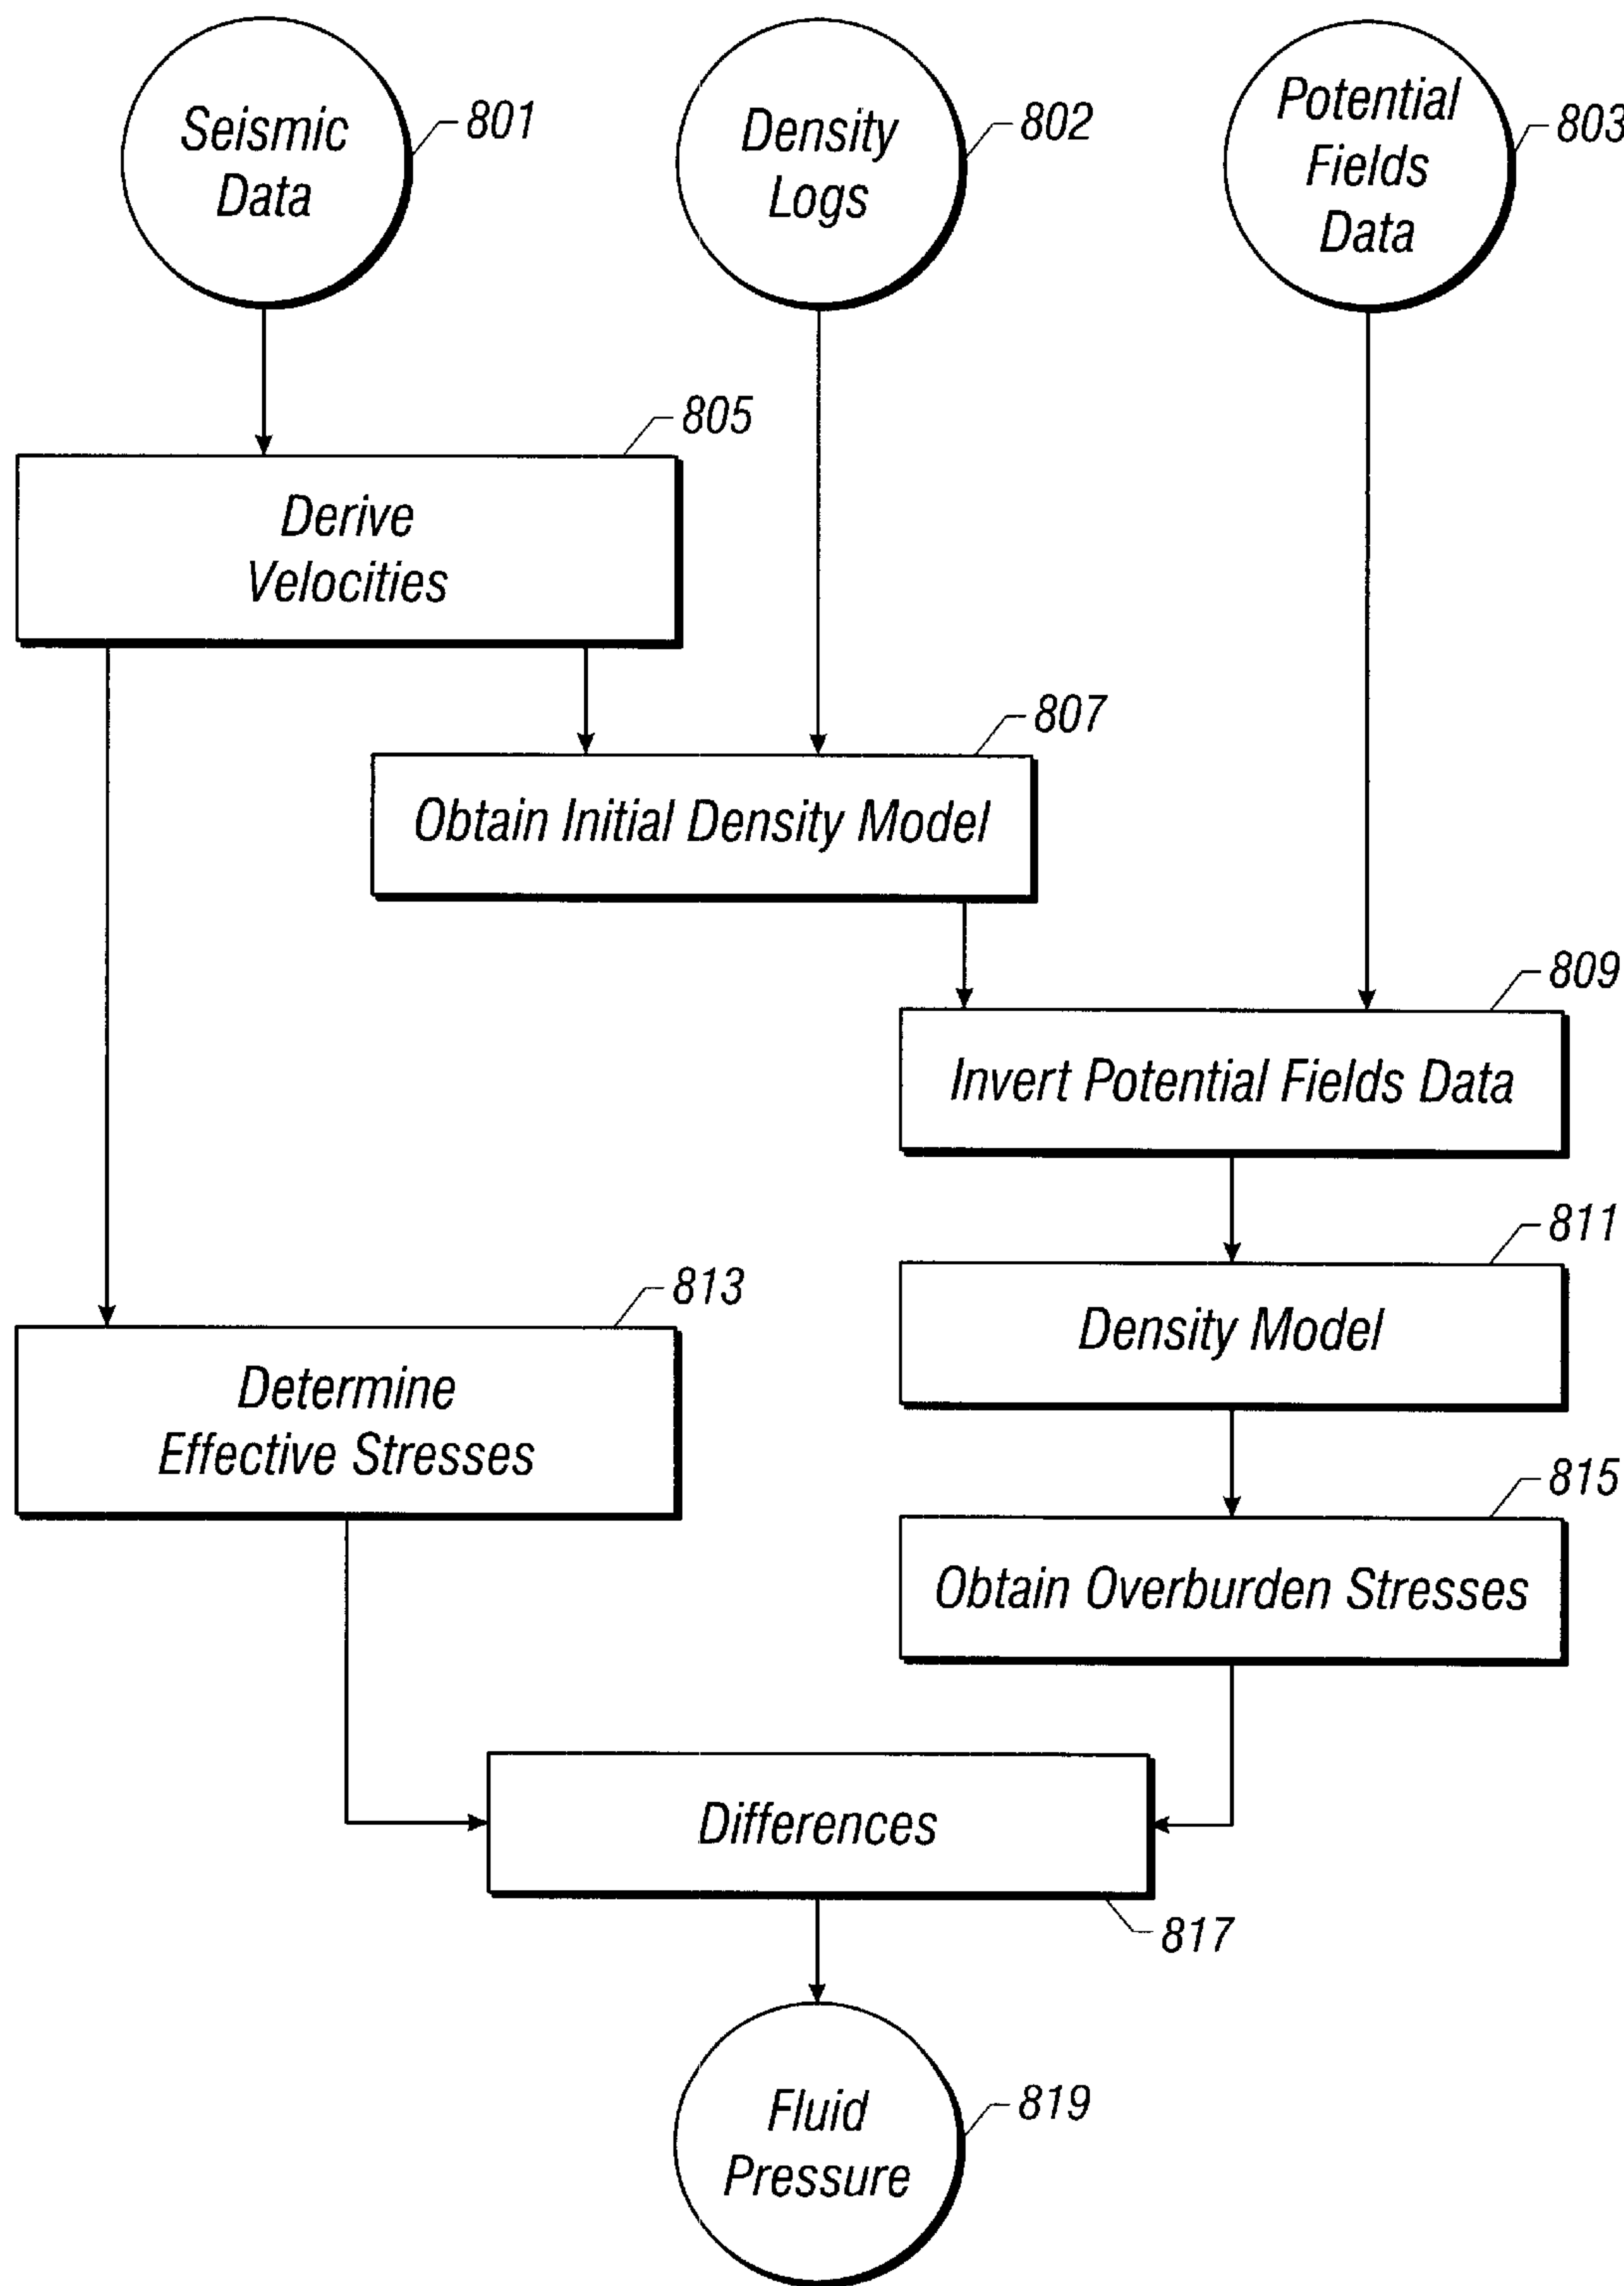 Seismic
Data
801
Density
Logs
802
Potential
Fields
Data
803
805
Derive
Velocities
807
Obtain Initial Density Model
809
Invert Potential Fields Data
811
Density Model
813
Determine
Effective Stresses
815
Obtain Overburden Stresses
Differences
817
Fluid
Pressure
819